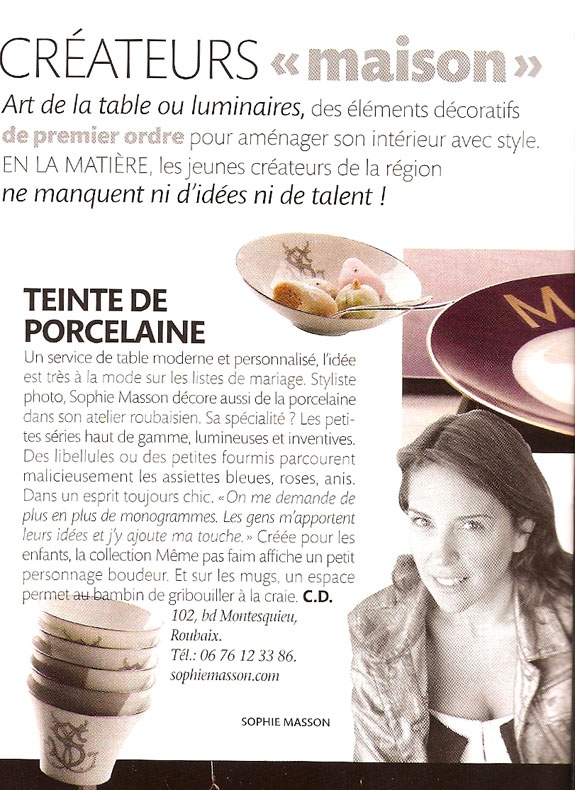 CRÉATEURS « maison »
Art de la table ou luminaires, des éléments décoratifs
de premier ordre pour aménager son intérieur avec style.
EN LA MATIÈRE, les jeunes créateurs de la région
ne manquent ni d'idées ni de talent !
TEINTE DE
PORCELAINE
Un service de table moderne et personnalisé, l'idée
est très à la mode sur les listes de mariage. Styliste
photo, Sophie Masson décore aussi de la porcelaine
dans son atelier roubaisien. Sa spécialité ? Les peti-
tes séries haut de gamme, lumineuses et inventives.
Des libellules ou des petites fourmis parcourent
malicieusement les assiettes bleues, roses, anis.
Dans un esprit toujours chic. « On me demande de
plus en plus de monogrammes. Les gens m'apportent
leurs idées et j'y ajoute ma touche. » Créée pour les
enfants, la collection Même pas faim affiche un petit
personnage boudeur. Et sur les mugs, un espace
permet au bambin de gribouiller à la craie. C.D.
102, bd Montesquieu,
Roubaix.
Tél.: 06 76 12 33 86.
sophiemasson.com
SOPHIE MASSON
M